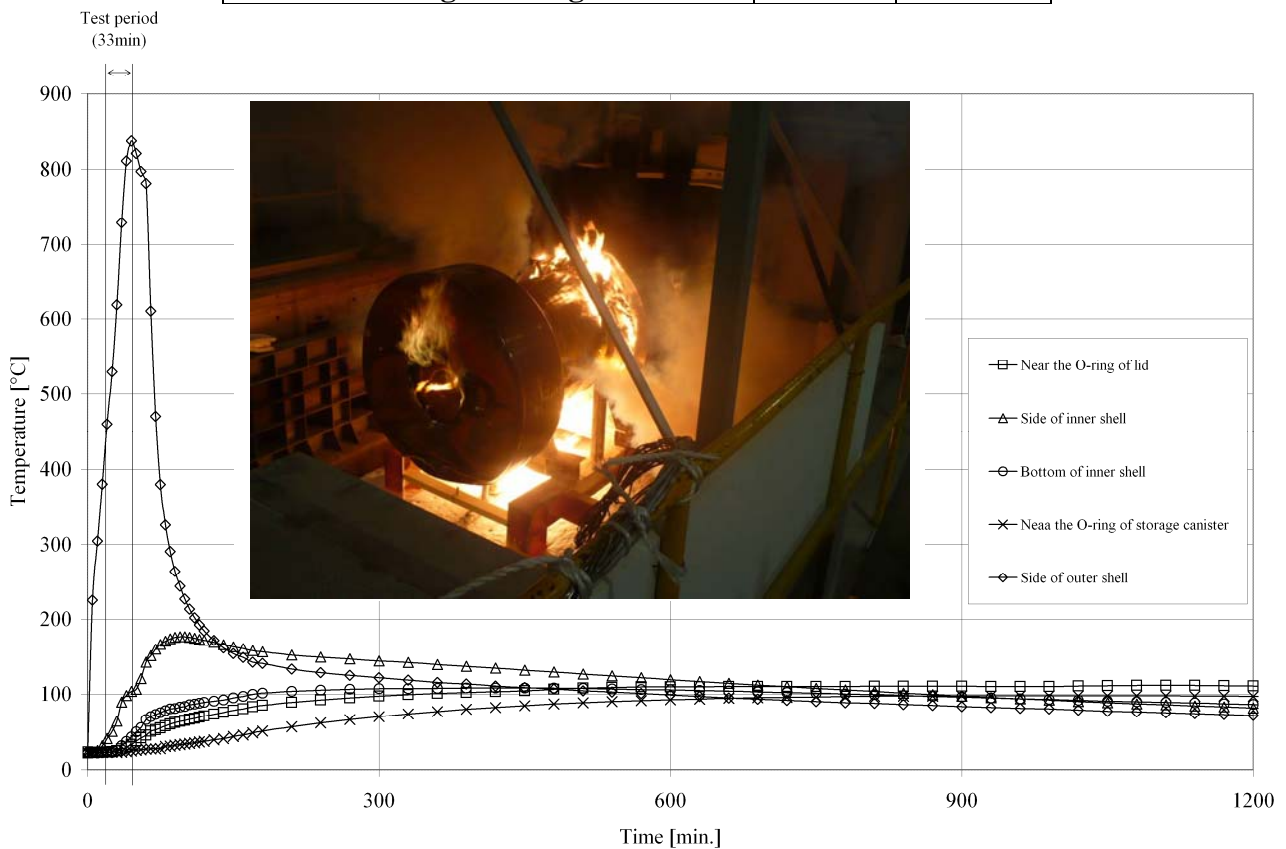 Test period
(33min)
900
800
700
600
500
400
300
200
100
0
Temperature [°C]
0 300 600 900 1200
Time [min.]
Near the O-ring of lid
Side of inner shell
Bottom of inner shell
Neaa the O-ring of storage canister
Side of outer shell